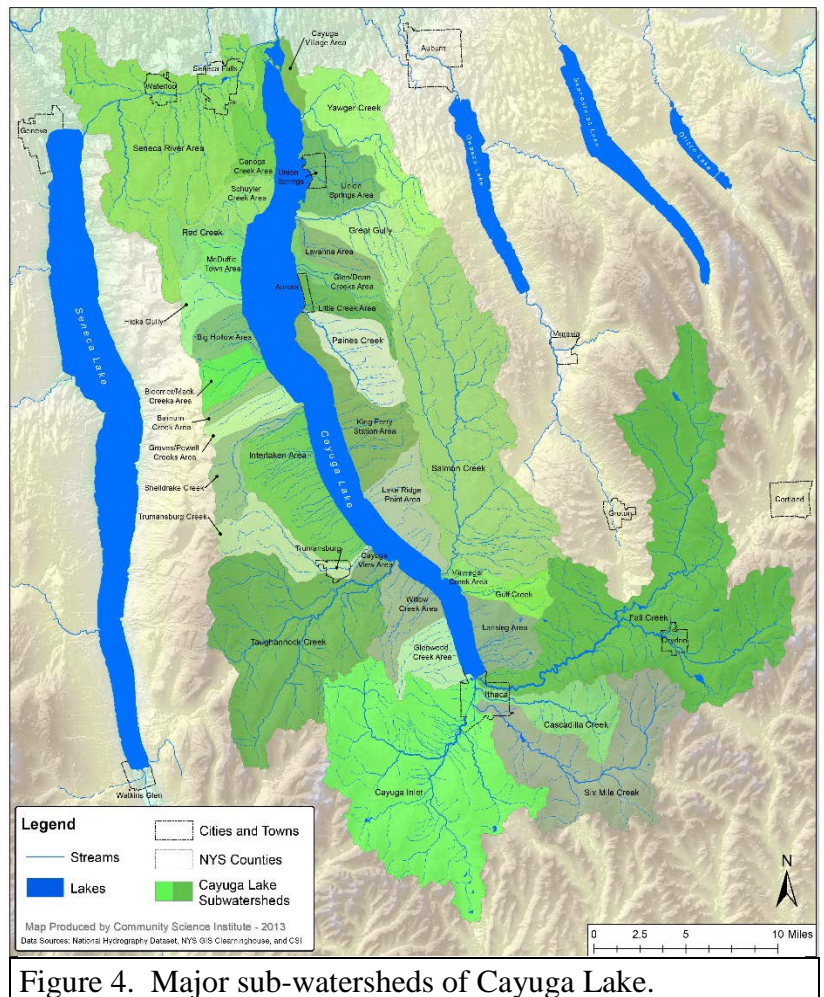 Cayuga
Village Area
Auburn
Seneca Falls
Waterloo
Yawger Creek
Geneva
Seneca River Area
Canoga
Creek Area
Union
Springs
Union
Springs Area
Schuyler
Creek Area
Owasco Lake
Skaneateles Lake
Otisco Lake
Red Creek
Great Gully
McDuffie
Town Area
Lavanna Area
Glen/Dean
Creeks Area
Aurora
Little Creek Area
Hicks Gully
Big Hollow Area
Paines Creek
Moravia
Seneca Lake
Bloomer/Mack
Creeks Area
Barnum
Creek Area
King Ferry
Station Area
Groves/Powell
Creeks Area
Interlaken Area
Cayuga Lake
Salmon Creek
Sheldrake Creek
Lake Ridge
Point Area
Cortland
Groton
Trumansburg Creek
Trumansburg
Cayuga
View Area
Minnegar
Creek Area
Willow
Creek Area
Gulf Creek
Fall Creek
Lansing Area
Dryden
Taughannock Creek
Glenwood
Creek Area
Ithaca
Cascadilla Creek
Cayuga Inlet
Six Mile Creek
Watkins Glen
Legend
Streams
Lakes
Cities and Towns
NYS Counties
Cayuga Lake
Subwatersheds
Map Produced by Community Science Institute - 2013
Data Sources: National Hydrography Dataset, NYS GIS Clearninghouse, and CSI
N
0 2.5 5 10 Miles
Figure 4. Major sub-watersheds of Cayuga Lake.